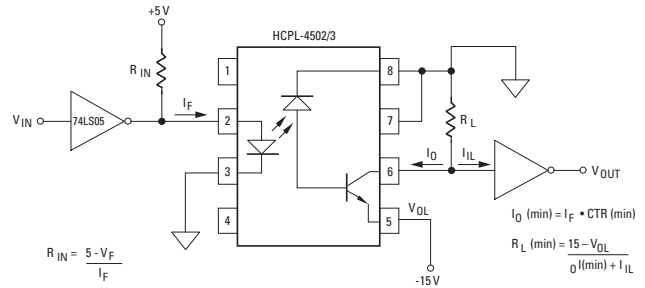 +5 V
HCPL-4502/3
R IN
1
8
V IN
74LS05
I F
2
7
R L
3
I O
I IL
6
V OUT
4
V OL
5
I O (min) = I F • CTR (min)
R IN = 5 - V F
I F
R L (min) = 15 – V OL
O I(min) + I IL
-15 V